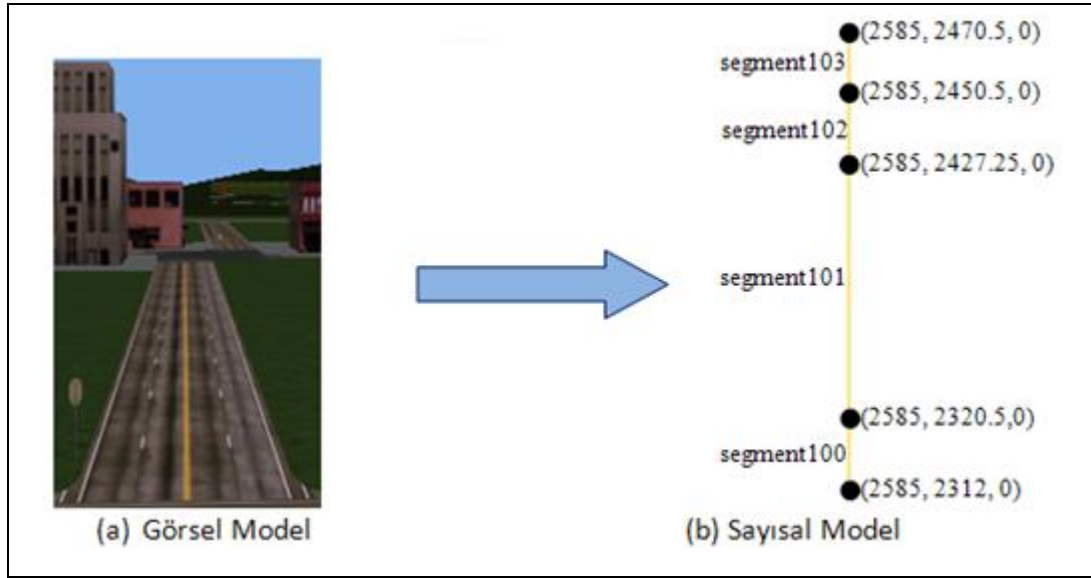 (2585, 2470.5, 0)
segment103
(2585, 2450.5, 0)
segment102
(2585, 2427.25, 0)
segment101
(2585, 2320.5,0)
segment100
(2585, 2312, 0)
(a) Görsel Model
(b) Sayısal Model